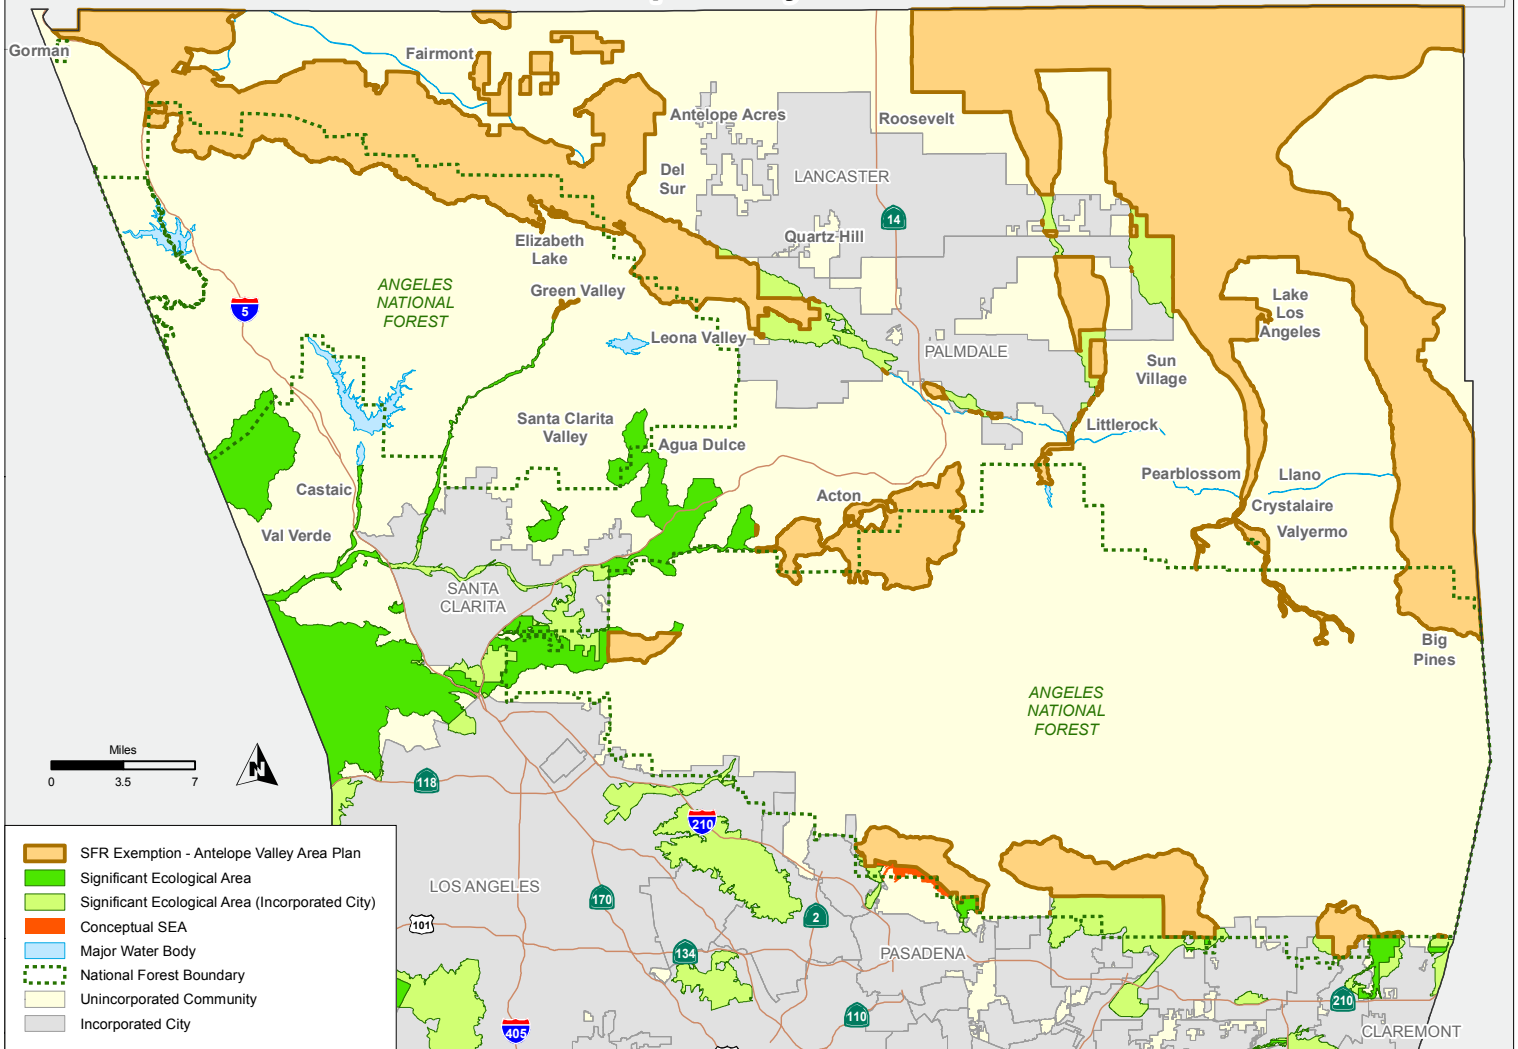 Gorman
Fairmont
Antelope Acres
Roosevelt
Del
Sur
LANCASTER
14
Quartz Hill
Elizabeth
Lake
ANGELES
NATIONAL
FOREST
Green Valley
5
Lake
Los
Angeles
Leona Valley
PALMDALE
Sun
Village
Santa Clarita
Valley
Agua Dulce
Littlerock
Castaic
Acton
Pearblossom
Llano
Crystalaire
Val Verde
Valyermo
SANTA
CLARITA
Big
Pines
ANGELES
NATIONAL
FOREST
Miles
0 3.5 7
N
118
210
SFR Exemption - Antelope Valley Area Plan
Significant Ecological Area
Significant Ecological Area (Incorporated City)
Conceptual SEA
Major Water Body
National Forest Boundary
Unincorporated Community
Incorporated City
LOS ANGELES
170
101
2
134
PASADENA
210
110
405
CLAREMONT